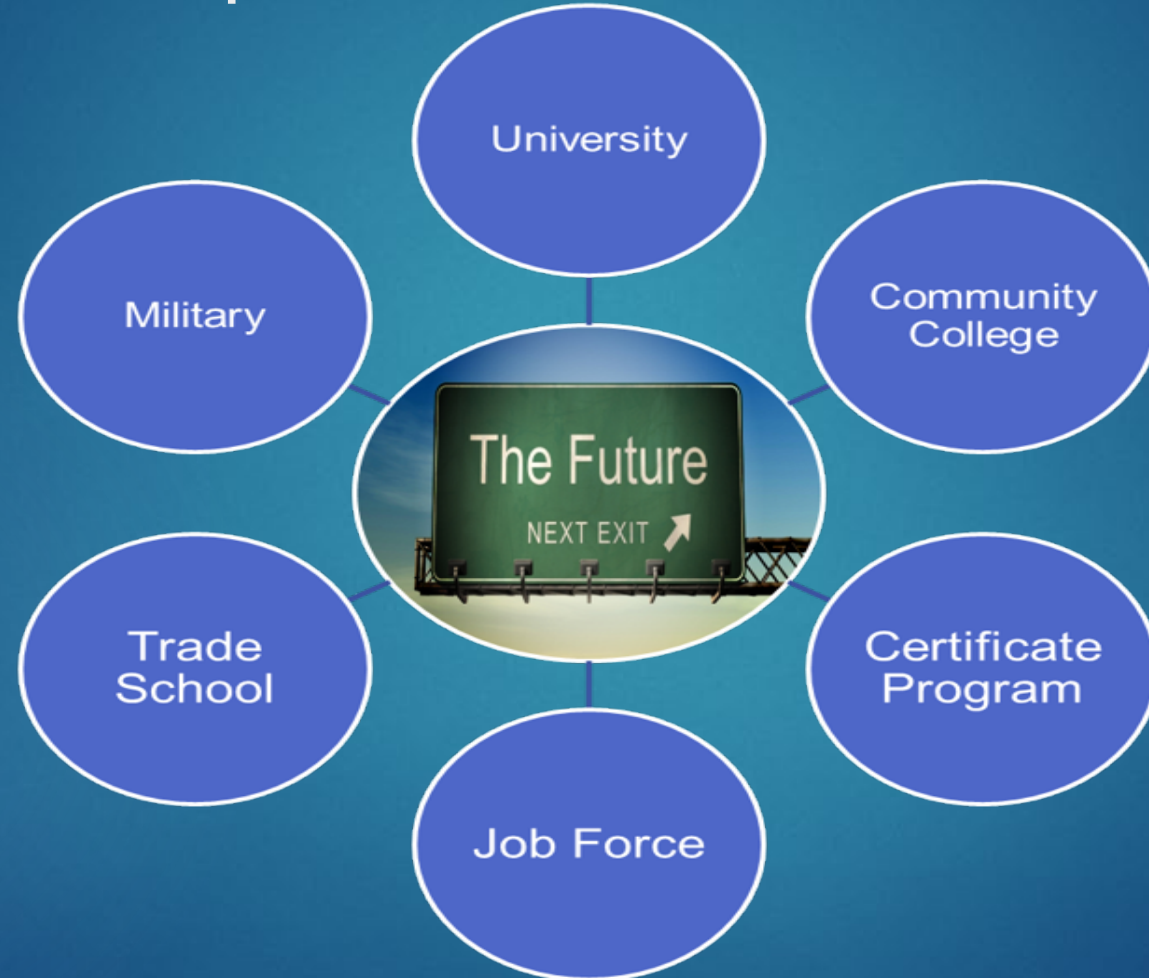 University
Military
Community
College
The Future
NEXT EXIT
Trade
School
Certificate
Program
Job Force